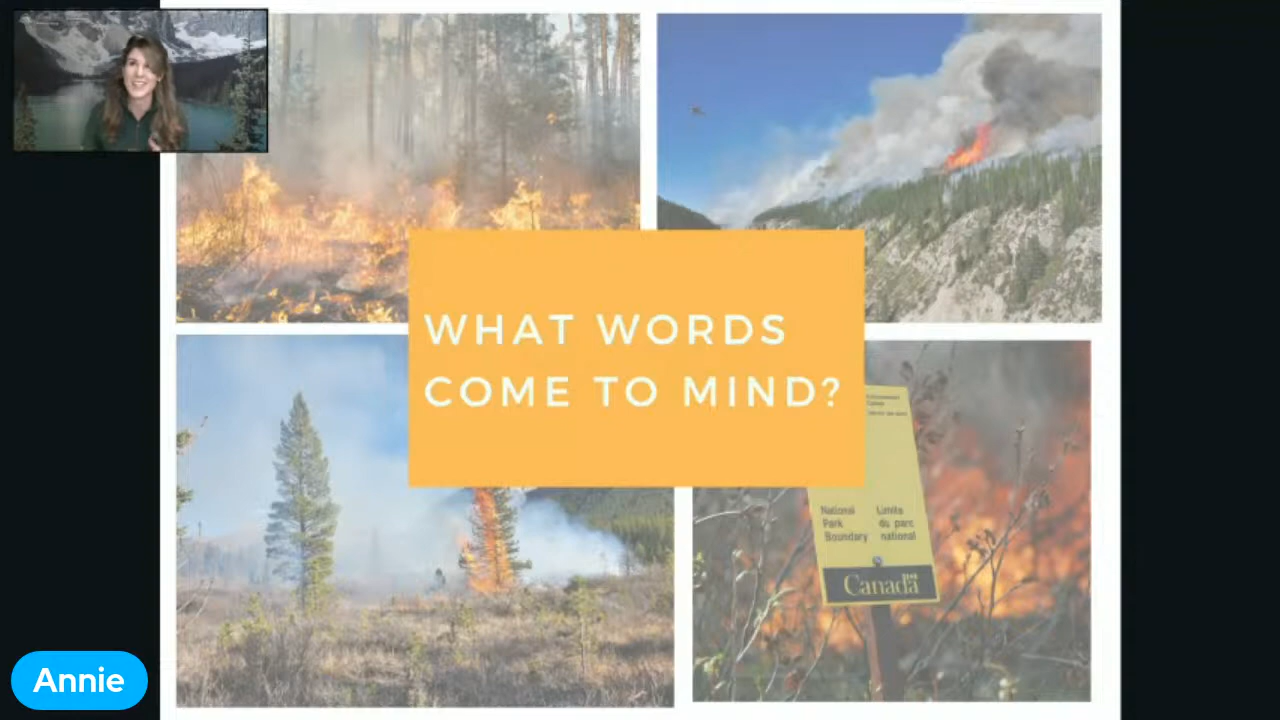 WHAT WORDS
COME TO MIND?
National Limite
Park du parc
Boundary national
Canada
Annie